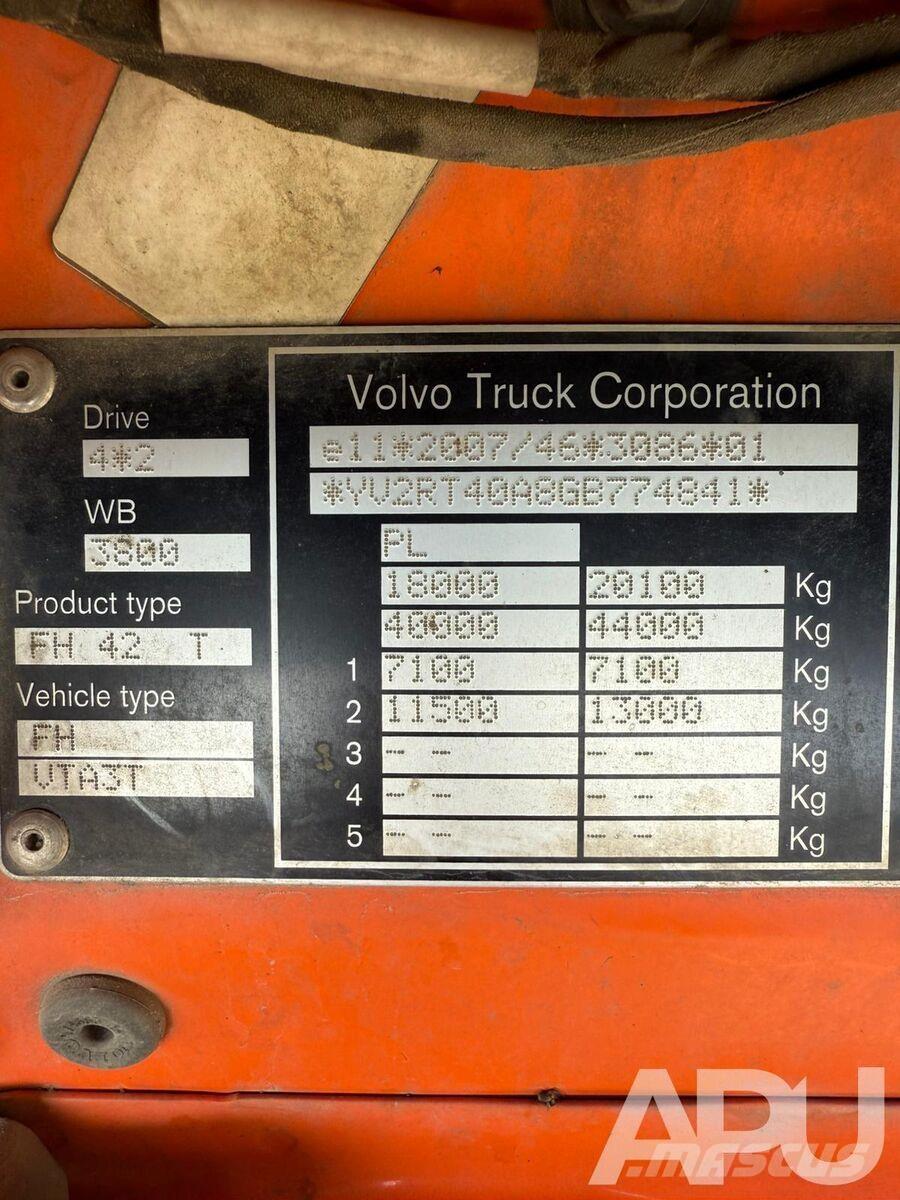 Drive
4*2
WB
3800
Product type
FH 42 T
Vehicle type
FH
VTA3T
Volvo Truck Corporation
e11*2007/46*3086*01
*YV2RT40A8GB774841*
PL
18000 20100 Kg
40000 44000 Kg
1 7100 7100 Kg
2 11500 13000 Kg
3 -- -- -- -- Kg
4 -- -- -- -- Kg
5 -- -- -- -- Kg
APU
.mascus